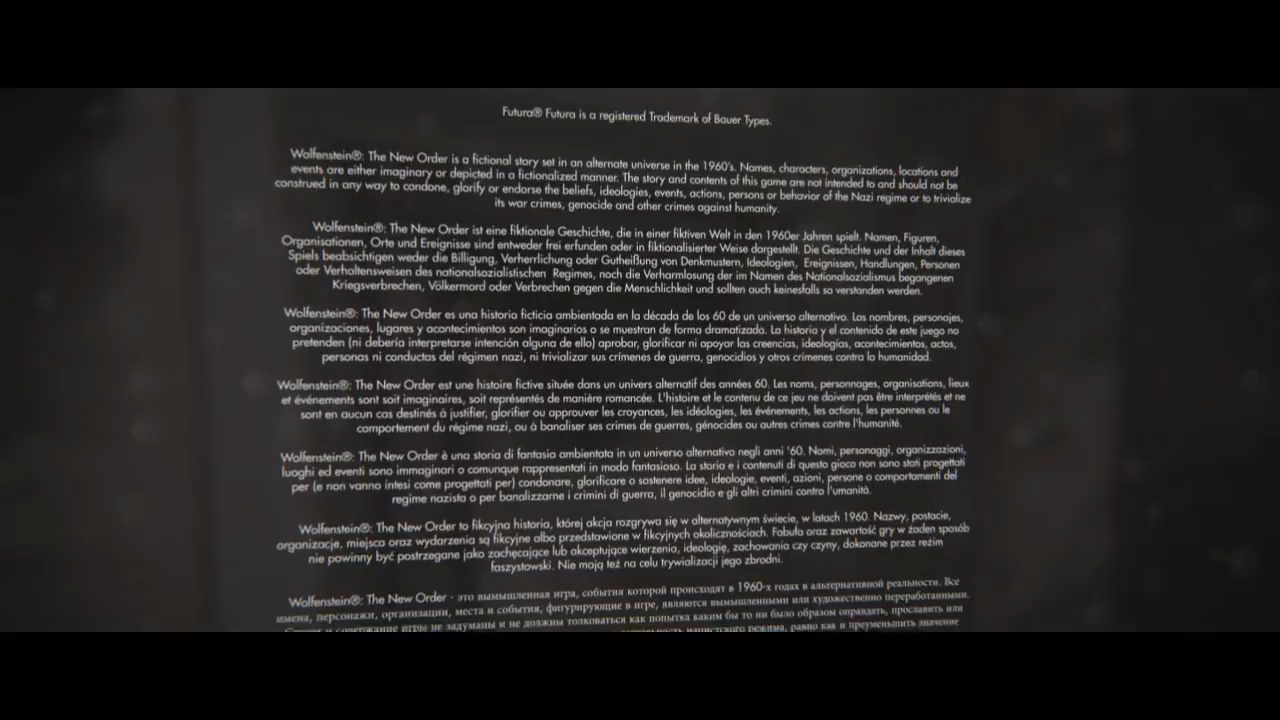 Futura® Futura is a registered Trademark of Bauer Types.
Wolfenstein®: The New Order is a fictional story set in an alternate universe in the 1960's. Names, characters, organizations, locations and
events are either imaginary or depicted in a fictionalized manner. The story and contents of this game are not intended to and should not be
construed in any way to condone, glorify or endorse the beliefs, ideologies, events, actions, persons or behavior of the Nazi regime or to trivialize
its war crimes, genocide and other crimes against humanity.
Wolfenstein®: The New Order ist eine fiktionale Geschichte, die in einer fiktiven Welt in den 1960er Jahren spielt. Namen, Figuren,
Organisationen, Orte und Ereignisse sind entweder frei erfunden oder in fiktionalisierter Weise dargestellt. Die Geschichte und der Inhalt dieses
Spiels beabsichtigen weder die Billigung, Verherrlichung oder Gutheißung von Denkmustern, Ideologien, Ereignissen, Handlungen, Personen
oder Verhaltensweisen des nationalsozialistischen Regimes, noch die Verharmlosung der im Namen des Nationalsozialismus begangenen
Kriegsverbrechen, Völkermord oder Verbrechen gegen die Menschlichkeit und sollten auch keinesfalls so verstanden werden.
Wolfenstein®: The New Order es una historia ficticia ambientada en la década de los 60 de un universo alternativo. Los nombres, personajes,
organizaciones, lugares y acontecimientos son imaginarios o se muestran de forma dramatizada. La historia y el contenido de este juego no
pretenden (ni debería interpretarse intención alguna de ello) aprobar, glorificar ni apoyar las creencias, ideologías, acontecimientos, actos,
personas ni conductas del régimen nazi, ni trivializar sus crímenes de guerra, genocidios y otros crímenes contra la humanidad.
Wolfenstein®: The New Order est une histoire fictive située dans un univers alternatif des années 60. Les noms, personnages, organisations, lieux
et événements sont soit imaginaires, soit représentés de manière romancée. L'histoire et le contenu de ce jeu ne doivent pas être interprétés et ne
sont en aucun cas destinés à justifier, glorifier ou approuver les croyances, les idéologies, les événements, les actions, les personnes ou le
comportement du régime nazi, ou à banaliser ses crimes de guerres, génocides ou autres crimes contre l'humanité.
Wolfenstein®: The New Order è una storia di fantasia ambientata in un universo alternativo negli anni '60. Nomi, personaggi, organizzazioni,
luoghi ed eventi sono immaginari o comunque rappresentati in modo fantasioso. La storia e i contenuti di questo gioco non sono stati progettati
per (e non vanno intesi come progettati per) condonare, glorificare o sostenere idee, ideologie, eventi, azioni, persone o comportamenti del
regime nazista o per banalizzarne i crimini di guerra, il genocidio e gli altri crimini contro l'umanità.
Wolfenstein®: The New Order to fikcyjna historia, której akcja rozgrywa się w alternatywnym świecie, w latach 1960. Nazwy, postacie,
organizacje, miejsca oraz wydarzenia są fikcyjne albo przedstawione w fikcyjnych okolicznościach. Fabuła oraz zawartość gry w żaden sposób
nie powinny być postrzegane jako zachęcające lub akceptujące wierzenia, ideologię, zachowania czy czyny, dokonane przez reżim
faszystowski. Nie mają też na celu trywializacji jego zbrodni.
Wolfenstein®: The New Order - это вымышленная игра, события которой происходят в 1960-х годах в альтернативной реальности. Все
имена, персонажи, организации, места и события, фигурирующие в игре, являются вымышленными или художественно переработанными.
содержание игры не задуманы и не должны толковаться как попытка каким бы то ни было образом оправдать, прославить или
нацистского режима, равно как и преуменьшить значение